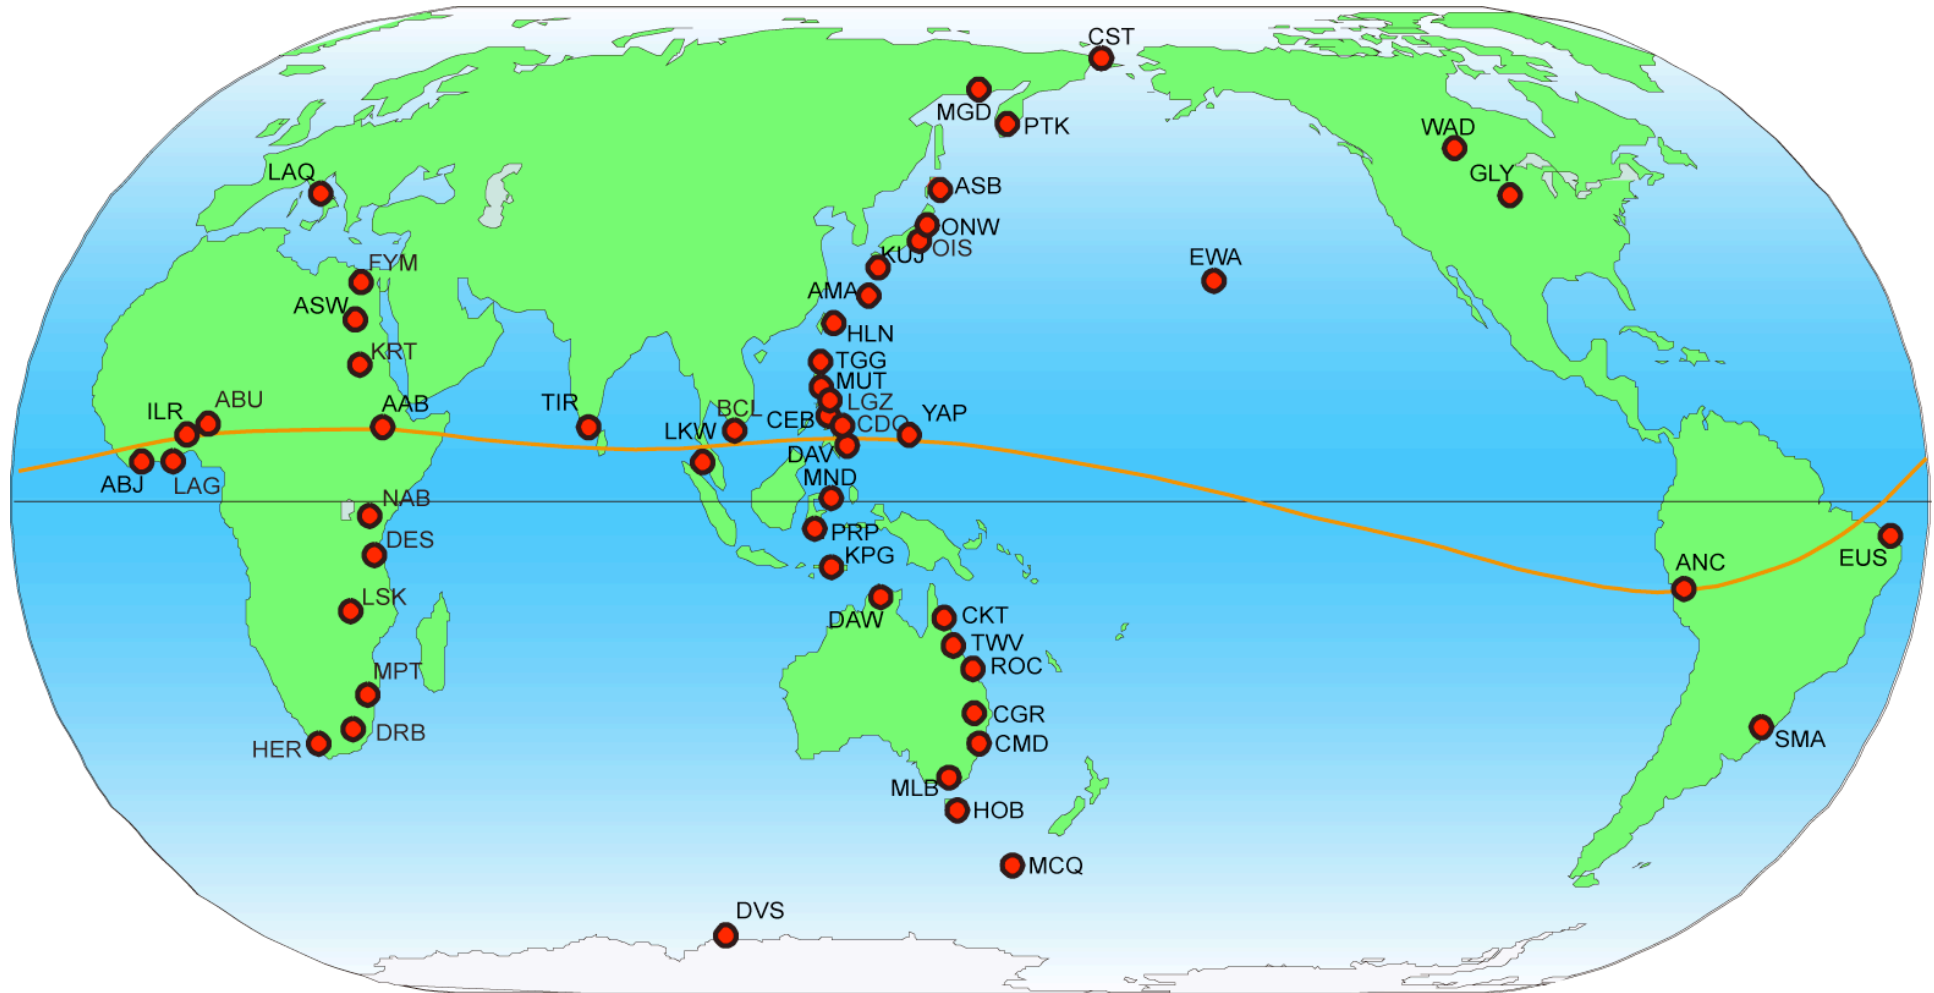 CST
MGD
PTK
WAD
LAQ
GLY
ASB
ONW
OIS
KUJ
EWA
FYM
AMA
ASW
HLN
KRT
TGG
MUT
ABU
AAB
TIR
LGZ
ILR
BCL
CEB
CDO
YAP
LKW
DAV
ABJ
LAG
MND
NAB
PRP
DES
KPG
ANC
EUS
LSK
DAW
CKT
TWV
ROC
MPT
CGR
DRB
HER
CMD
SMA
MLB
HOB
MCQ
DVS